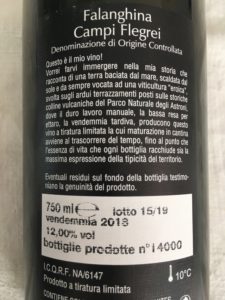 Falanghina
Campi Flegrei
Denominazione di Origine Controllata
Questo è il mio vino!
Vorrei farvi immergere nella mia storia che
racconta di una terra baciata dal mare, scaldata dal
sole e da sempre vocata ad una viticultura "eroica",
svolta sugli ardui terrazzamenti posti sulle storiche
colline vulcaniche del Parco Naturale degli Astroni,
dove il duro lavoro manuale, la bassa resa per
ettaro, la vendemmia tardiva, producono questo
vino a tiratura limitata la cui maturazione in cantina
avviene al trascorrere del tempo, fino al punto che
l'essenza di vita che ogni bottiglia racchiude sia la
massima espressione della tipicità del territorio.
Eventuali residui sul fondo della bottiglia testimo-
niano la genuinità del prodotto.
750 ml e lotto 15/19
vendemmia 2018
12,00% vol
bottiglie prodotte n° 14000
I.C.Q.R.F. NA/6147
Prodotto a tiratura limitata
10°C